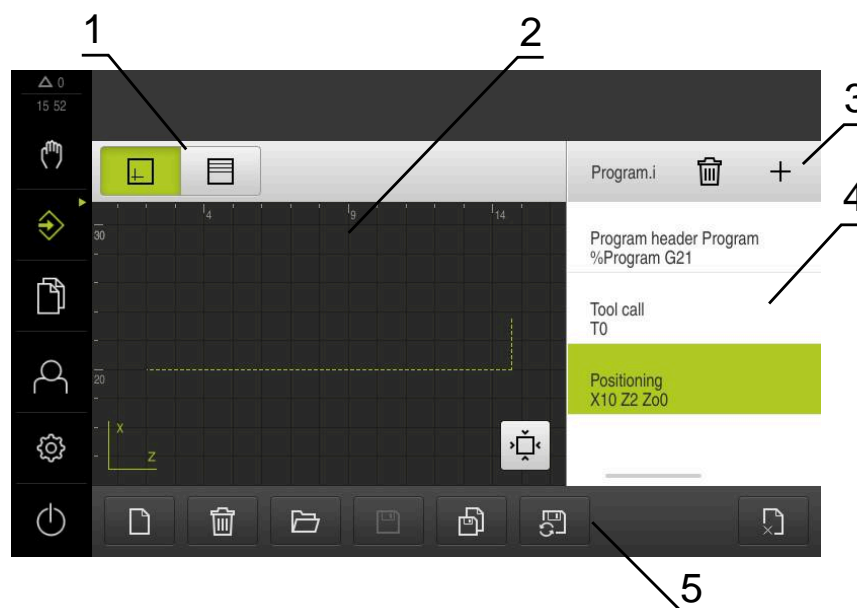 1
2
3
4
5
0
15 52
Program.i
4
9
14
30
20
X
Z
Program header Program
%Program G21
Tool call
T0
Positioning
X10 Z2 Zo0